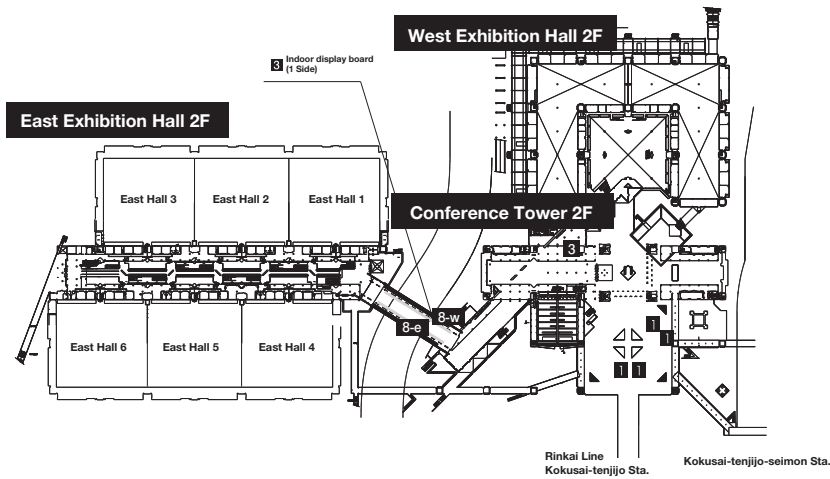 West Exhibition Hall 2F
3 Indoor display board
(1 Side)
East Exhibition Hall 2F
East Hall 3
East Hall 2
East Hall 1
Conference Tower 2F
3
8-w
8-e
1
1
East Hall 6
East Hall 5
East Hall 4
1 1
Rinkai Line
Kokusai-tenjijo Sta.
Kokusai-tenjijo-seimon Sta.